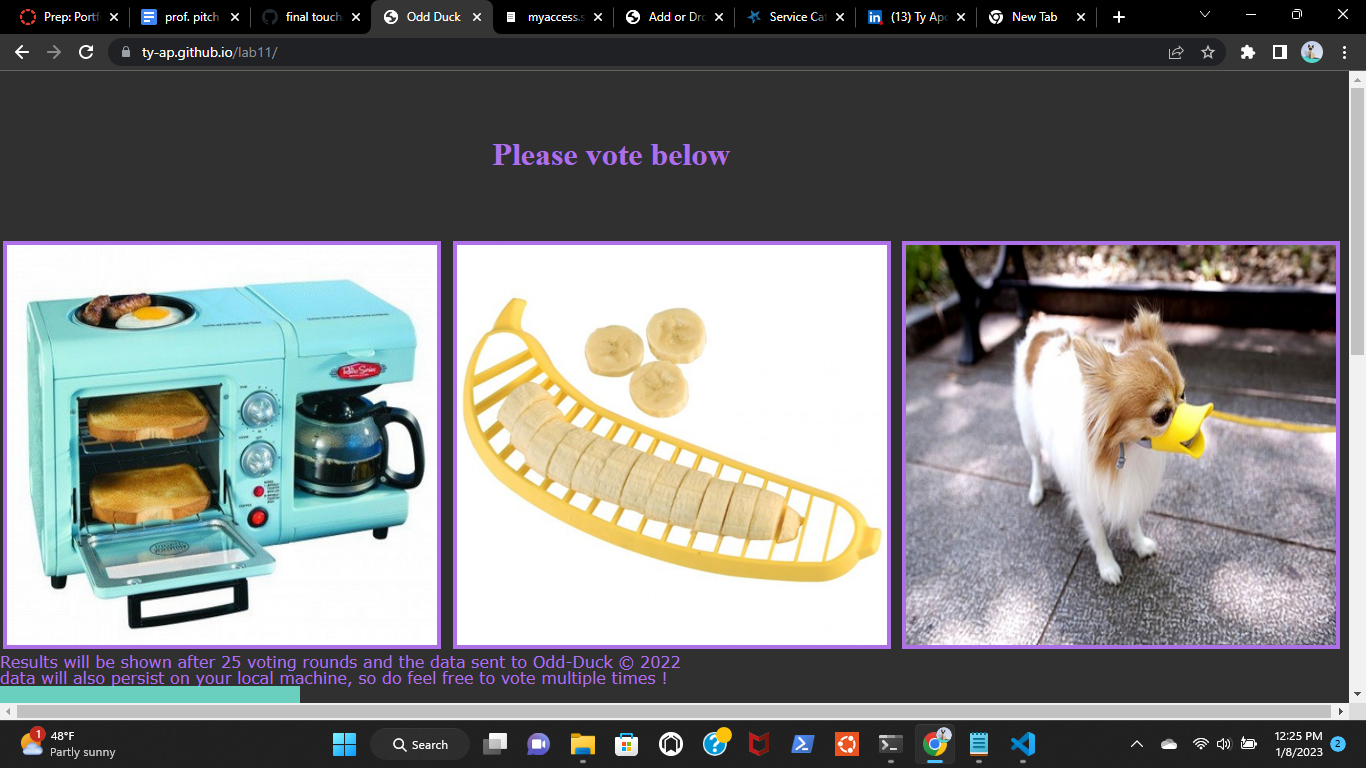 Prep: Portf
prof. pitch
final touch
Odd Duck
myaccess.s
Add or Dro
Service Cat
(13) Ty Apo
New Tab
ty-ap.github.io/lab11/
Please vote below
Retro Series
Results will be shown after 25 voting rounds and the data sent to Odd-Duck © 2022
data will also persist on your local machine, so do feel free to vote multiple times !
1
48°F
Partly sunny
Search
12:25 PM
1/8/2023
2